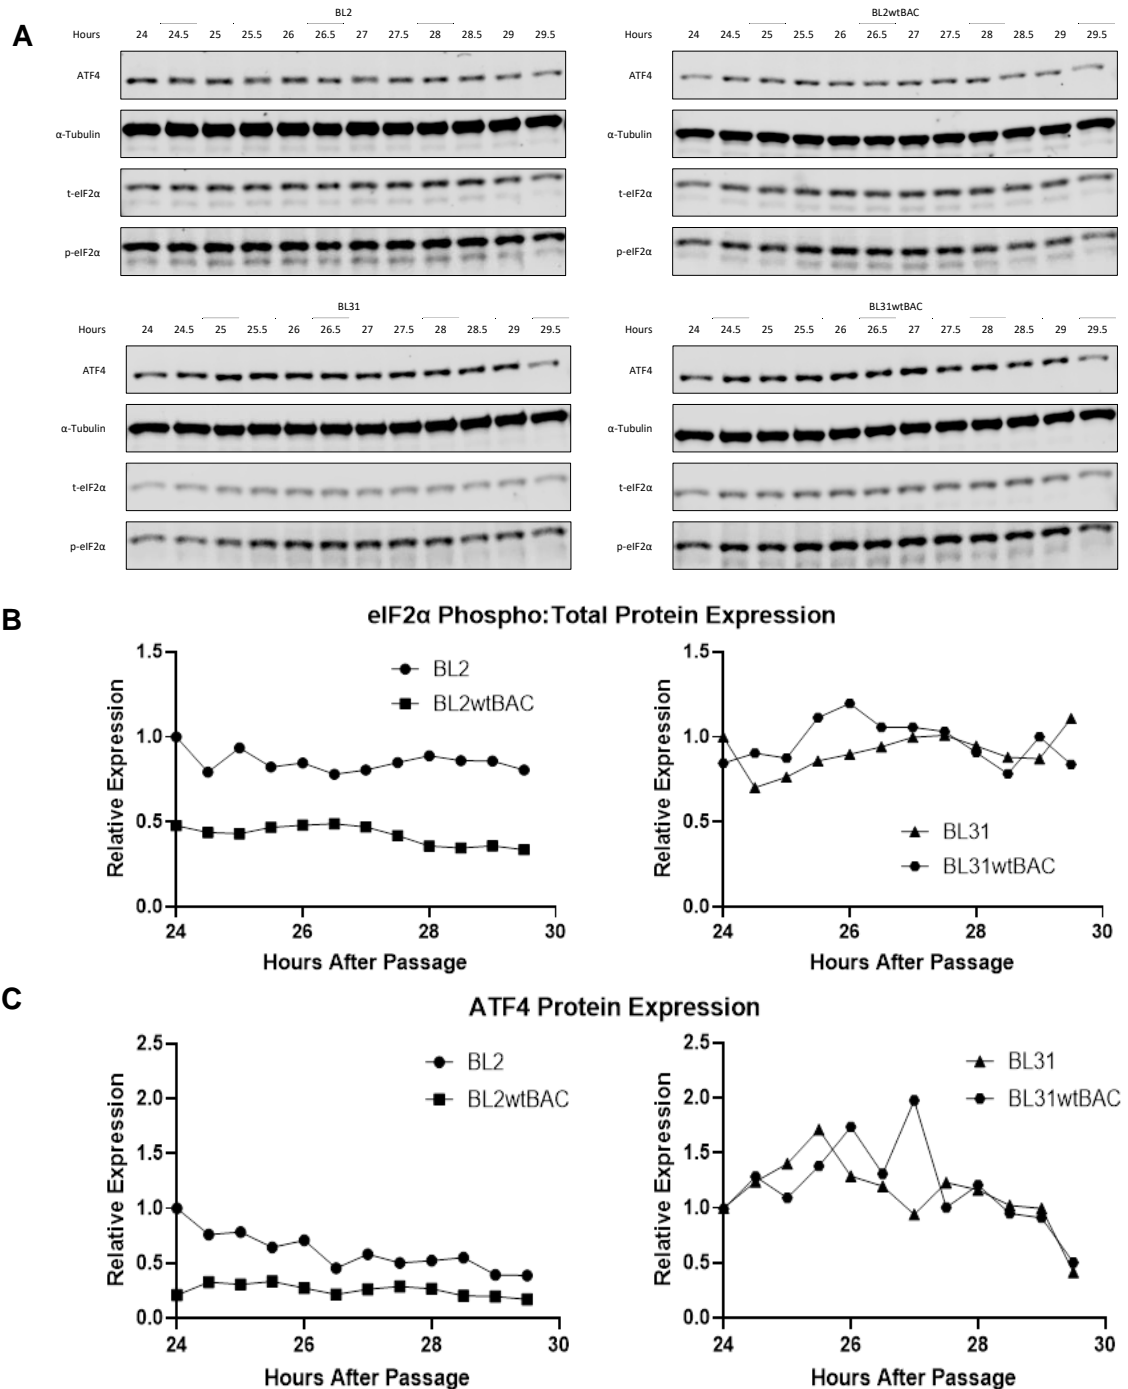 A
BL2
Hours 24 24.5 25 25.5 26 26.5 27 27.5 28 28.5 29 29.5
ATF4
α-Tubulin
t-eIF2α
p-eIF2α
BL2wtBAC
Hours 24 24.5 25 25.5 26 26.5 27 27.5 28 28.5 29 29.5
ATF4
α-Tubulin
t-eIF2α
p-eIF2α
BL31
Hours 24 24.5 25 25.5 26 26.5 27 27.5 28 28.5 29 29.5
ATF4
α-Tubulin
t-eIF2α
p-eIF2α
BL31wtBAC
Hours 24 24.5 25 25.5 26 26.5 27 27.5 28 28.5 29 29.5
ATF4
α-Tubulin
t-eIF2α
p-eIF2α
B
eIF2α Phospho:Total Protein Expression
Relative Expression
1.5
1.0
0.5
0.0
BL2
BL2wtBAC
24 26 28 30
Hours After Passage
Relative Expression
1.5
1.0
0.5
0.0
BL31
BL31wtBAC
24 26 28 30
Hours After Passage
C
ATF4 Protein Expression
Relative Expression
2.5
2.0
1.5
1.0
0.5
0.0
BL2
BL2wtBAC
24 26 28 30
Hours After Passage
Relative Expression
2.5
2.0
1.5
1.0
0.5
0.0
BL31
BL31wtBAC
24 26 28 30
Hours After Passage